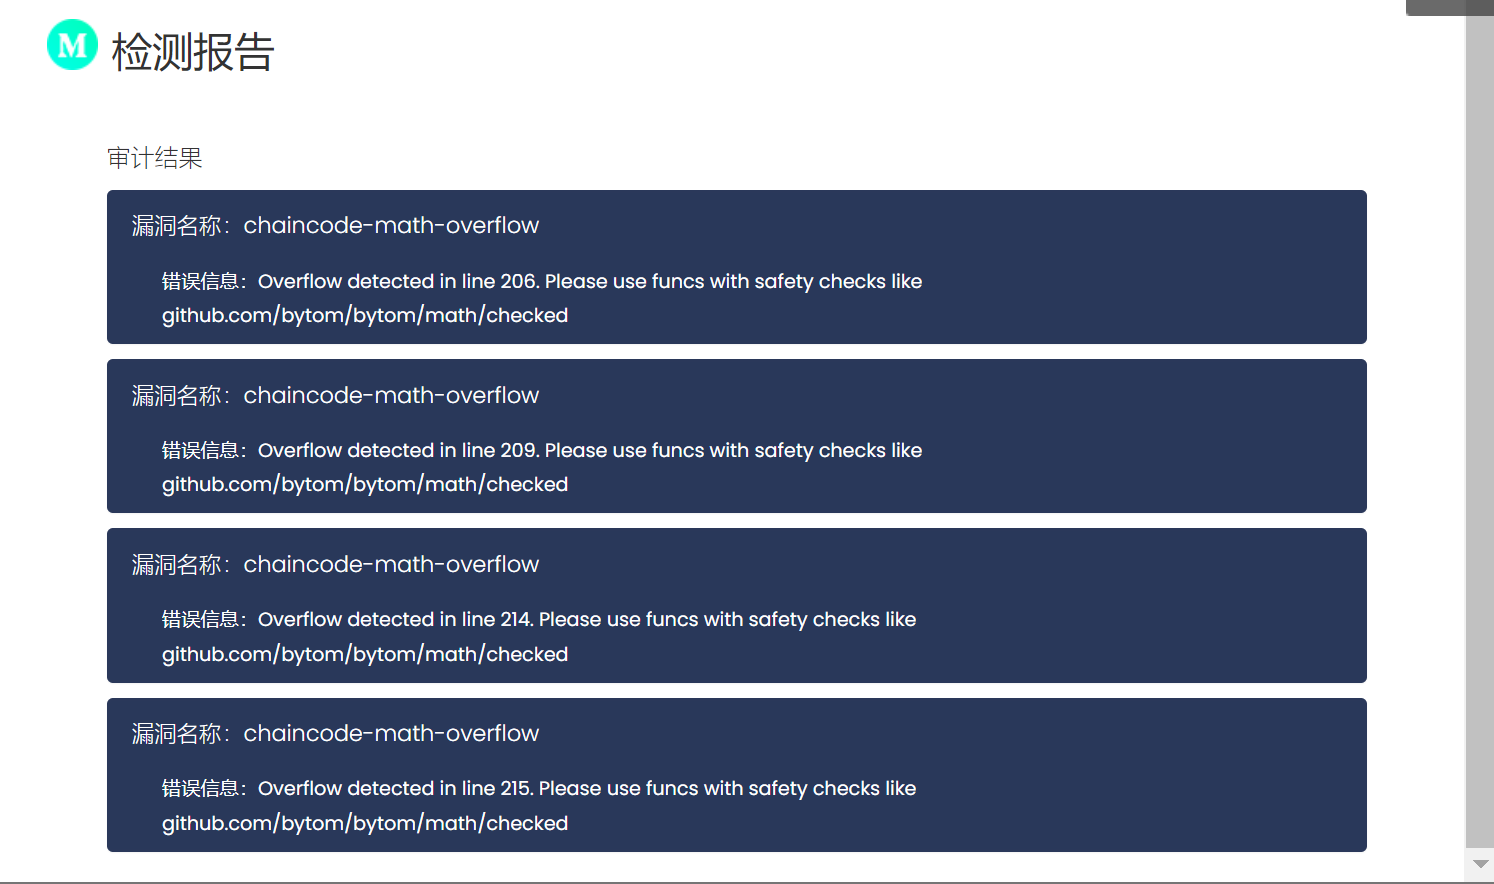 M 检测报告
审计结果
漏洞名称：chaincode-math-overflow
错误信息：Overflow detected in line 206. Please use funcs with safety checks like
github.com/bytom/bytom/math/checked
漏洞名称：chaincode-math-overflow
错误信息：Overflow detected in line 209. Please use funcs with safety checks like
github.com/bytom/bytom/math/checked
漏洞名称：chaincode-math-overflow
错误信息：Overflow detected in line 214. Please use funcs with safety checks like
github.com/bytom/bytom/math/checked
漏洞名称：chaincode-math-overflow
错误信息：Overflow detected in line 215. Please use funcs with safety checks like
github.com/bytom/bytom/math/checked